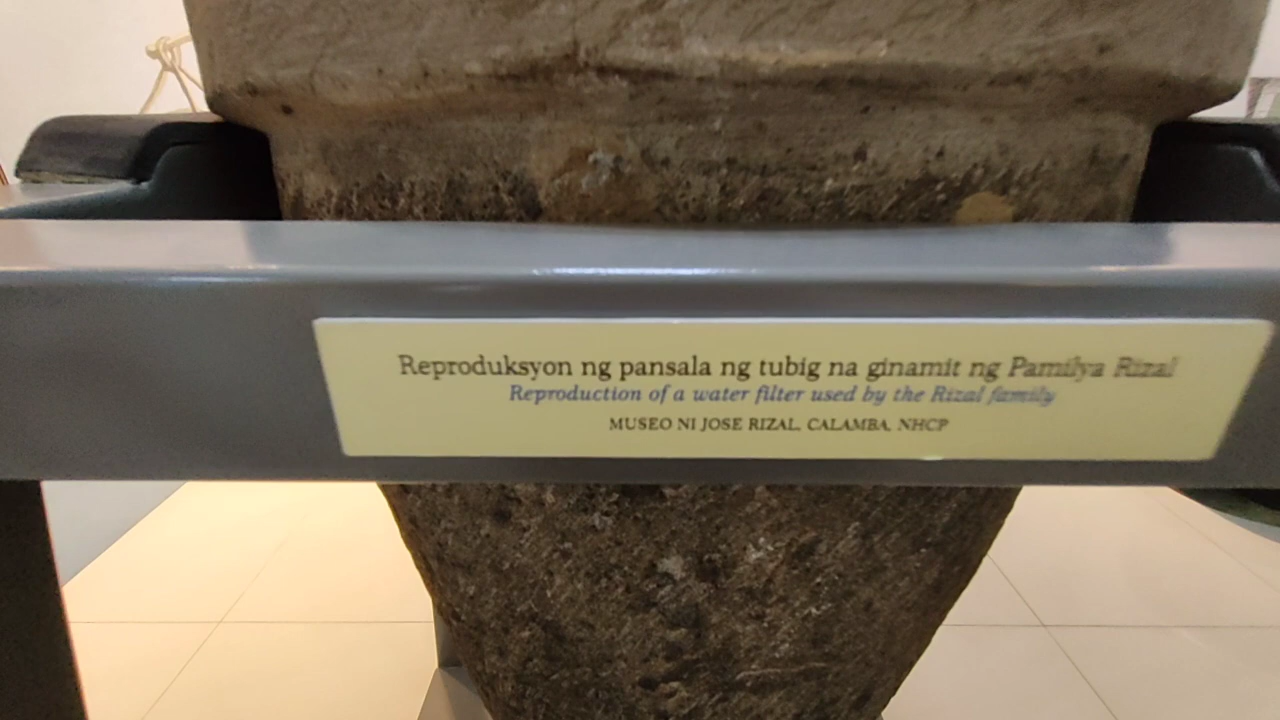 Reproduksyon ng pansala ng tubig na ginamit ng Pamilya Rizal
Reproduction of a water filter used by the Rizal family
MUSEO NI JOSE RIZAL, CALAMBA, NHCP